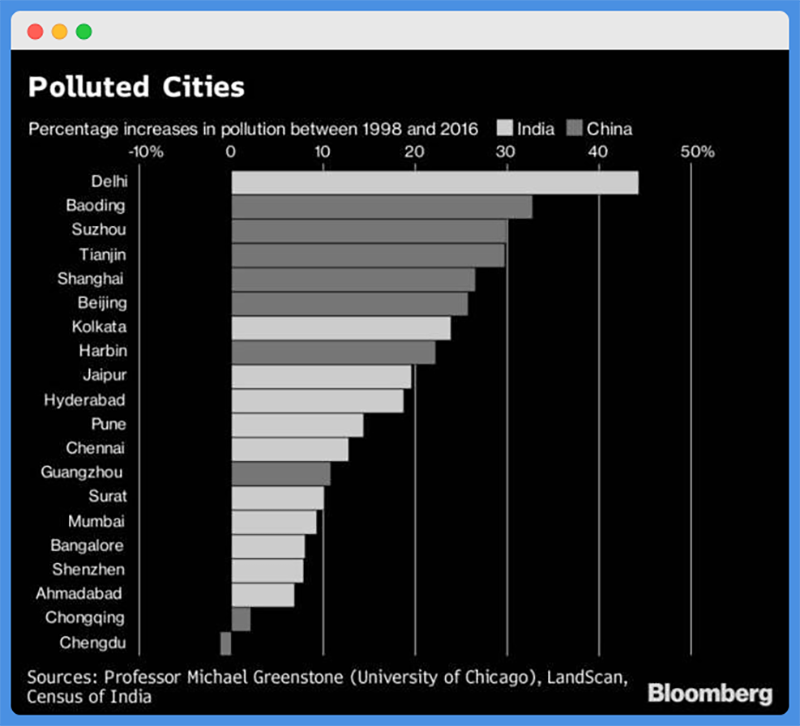 Polluted Cities
Percentage increases in pollution between 1998 and 2016 India China
-10% 0 10 20 30 40 50%
Delhi
Baoding
Suzhou
Tianjin
Shanghai
Beijing
Kolkata
Harbin
Jaipur
Hyderabad
Pune
Chennai
Guangzhou
Surat
Mumbai
Bangalore
Shenzhen
Ahmadabad
Chongqing
Chengdu
Sources: Professor Michael Greenstone (University of Chicago), LandScan,
Census of India
Bloomberg